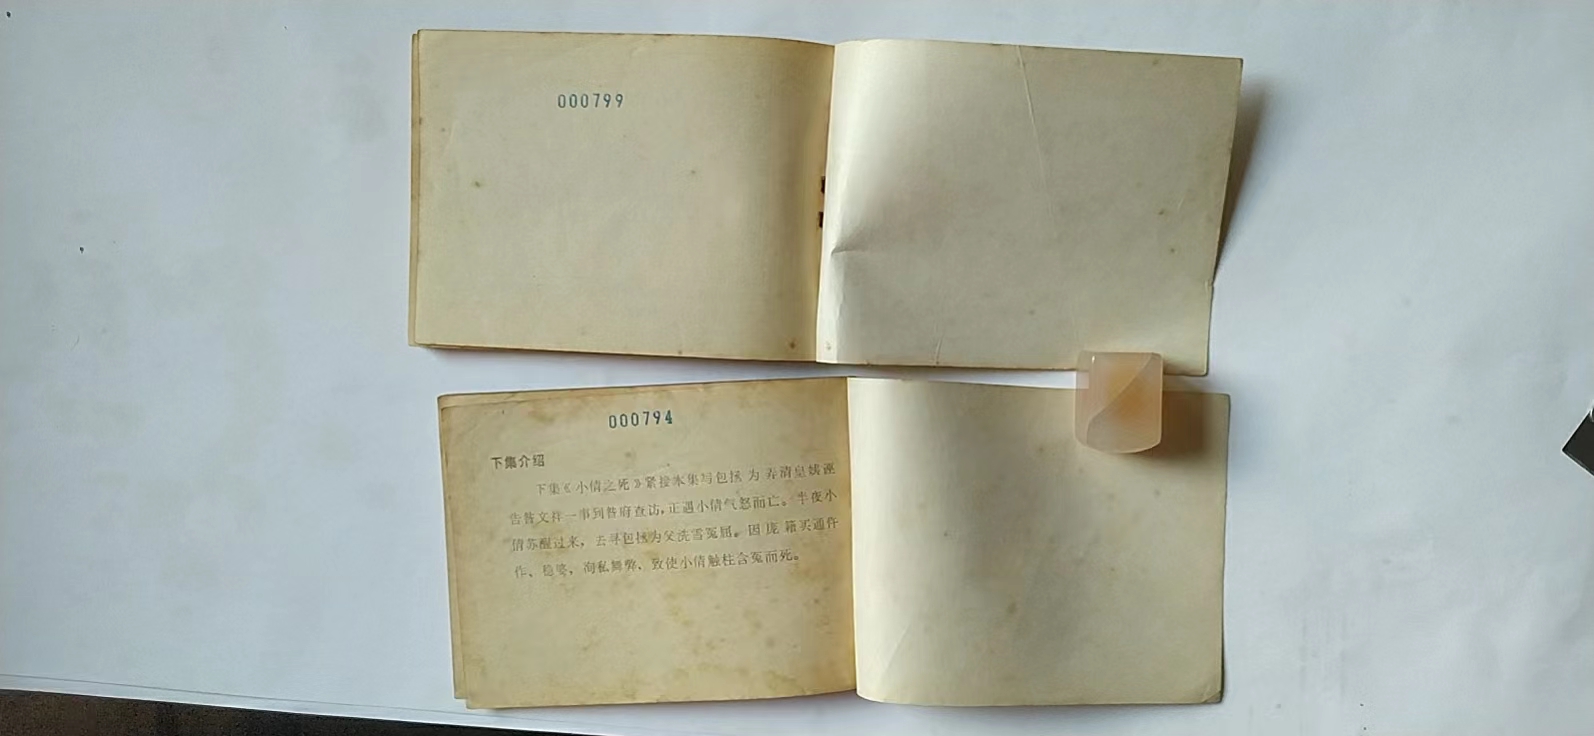 000799
000794
下集介绍
下集《小倩之死》紧接本集写包拯为弄清皇姨诬
告昝文祥一事到昝府查访,正遇小倩气怒而亡。半夜小
倩苏醒过来,去寻包拯为父洗雪冤屈。因庞籍买通仵
作、稳婆,徇私舞弊、致使小倩触柱含冤而死。